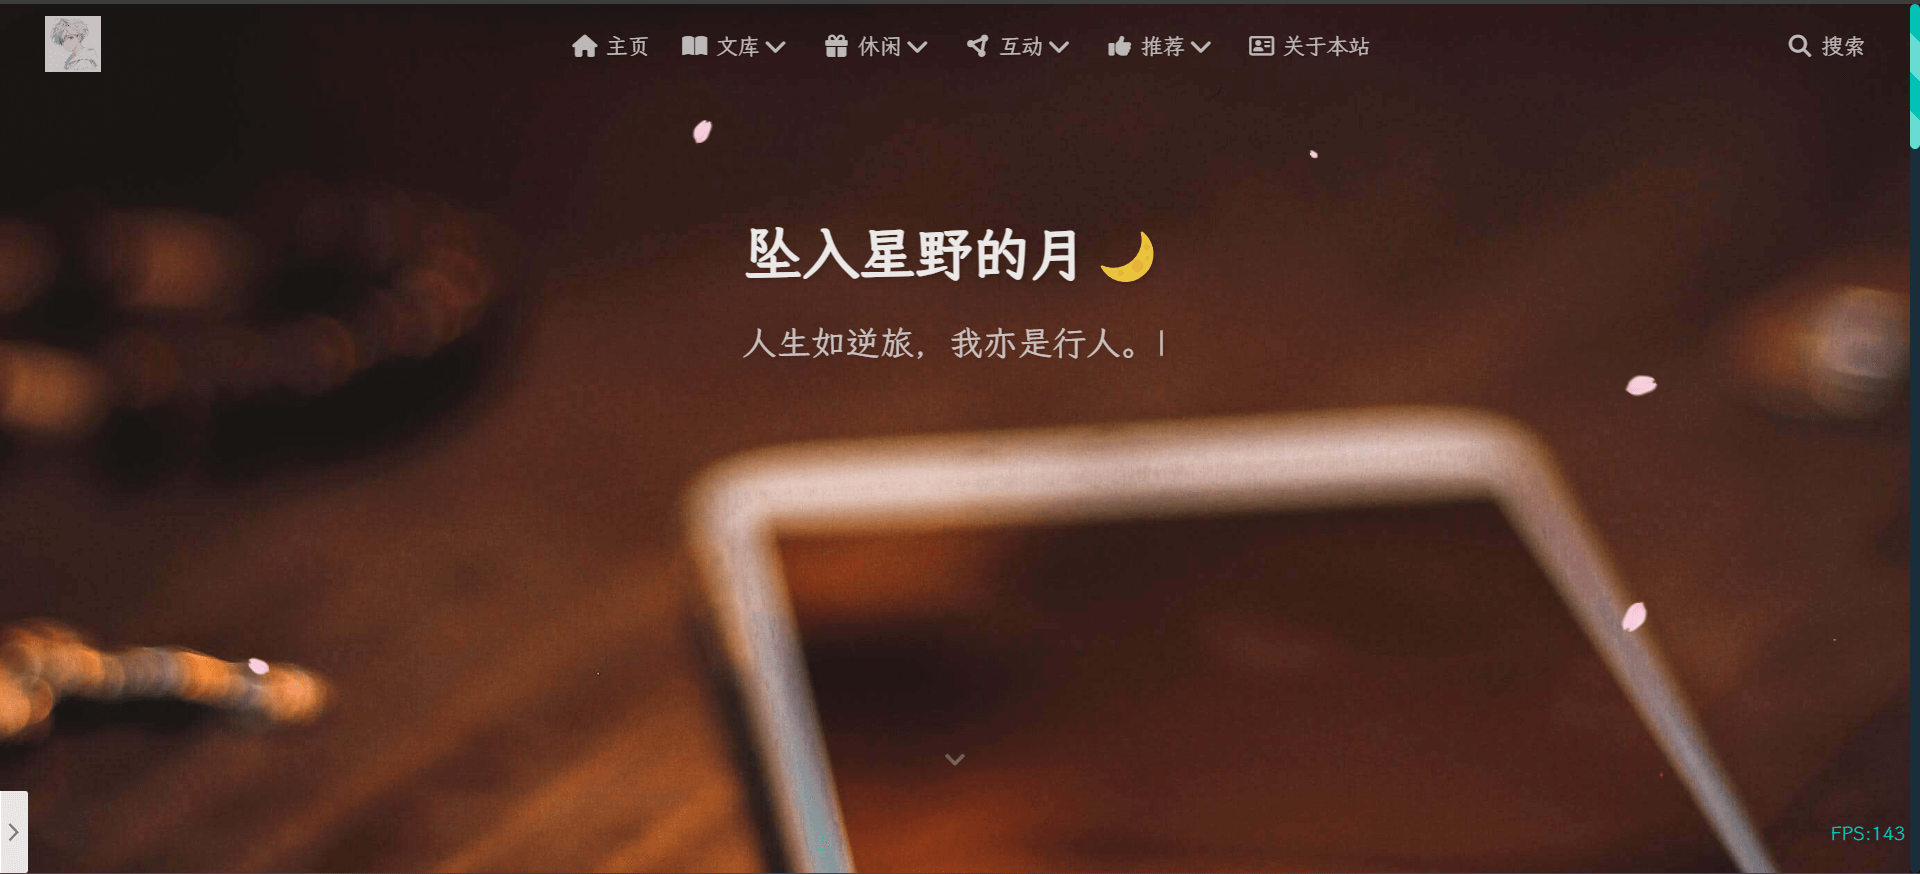 主页 文库 休闲 互动 推荐 关于本站 搜索
坠入星野的月 🌙
人生如逆旅，我亦是行人。|
FPS:143